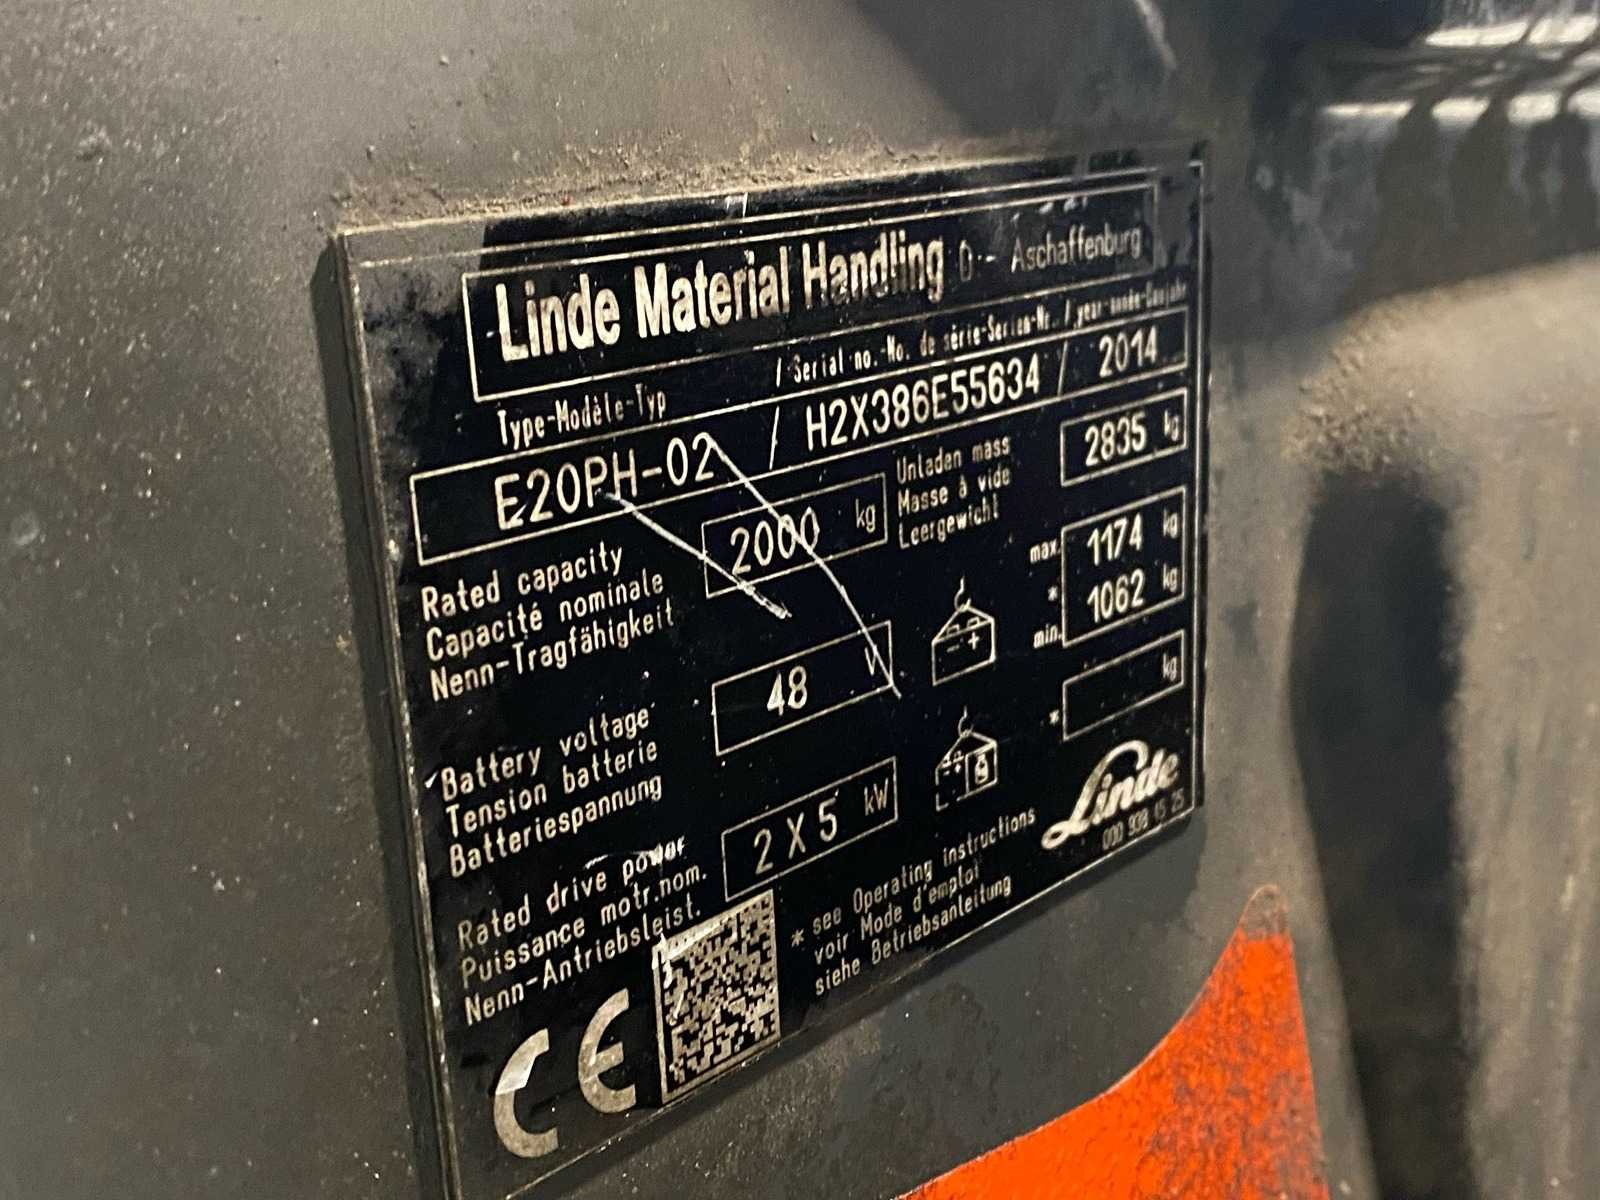 Linde Material Handling D - Aschaffenburg
Type-Modèle-Typ / Serial no.-No. de série-Serien-Nr. / year-année-Baujahr
E20PH-02 / H2X386E55634 / 2014
Rated capacity
Capacité nominale
Nenn-Tragfähigkeit
2000 kg
Unladen mass
Masse à vide
Leergewicht
2835 kg
Battery voltage
Tension batterie
Batteriespannung
48 V
max. 1174 kg
*
min. 1062 kg
* kg
Rated drive power
Puissance motr.nom.
Nenn-Antriebsleist.
2 X 5 kW
* see Operating instructions
voir Mode d'emploi
siehe Betriebsanleitung
Linde
000 938 15 25
CE